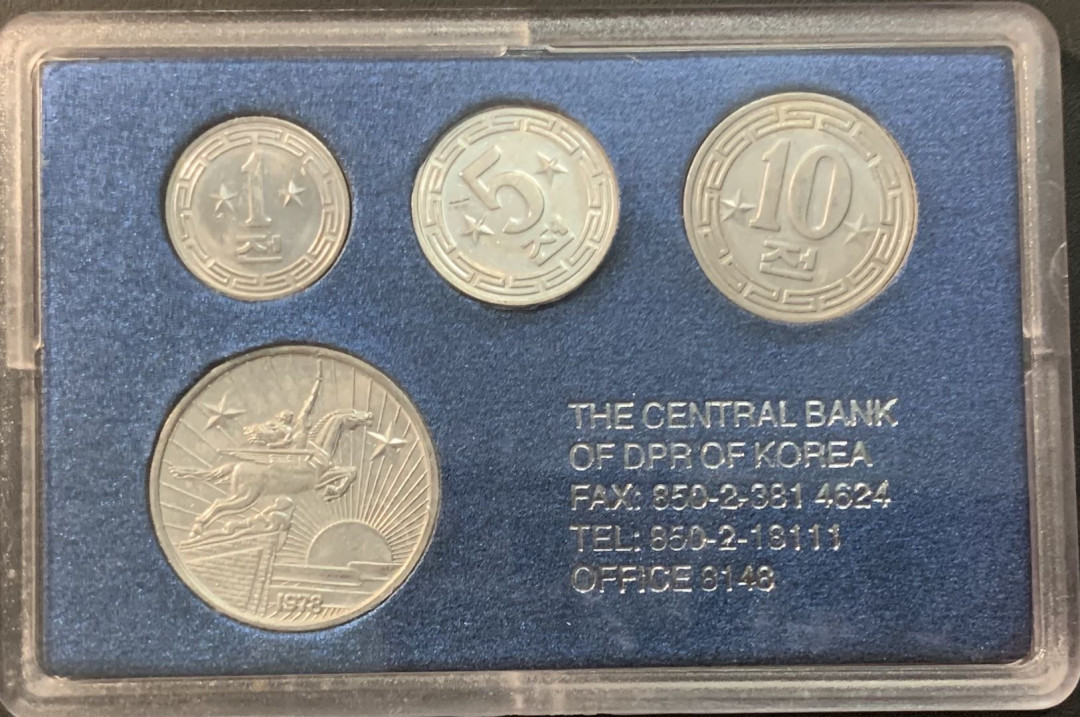 1
전
5
전
10
전
1978
THE CENTRAL BANK
OF DPR OF KOREA
FAX: 850-2-381 4624
TEL: 850-2-18111
OFFICE 8148